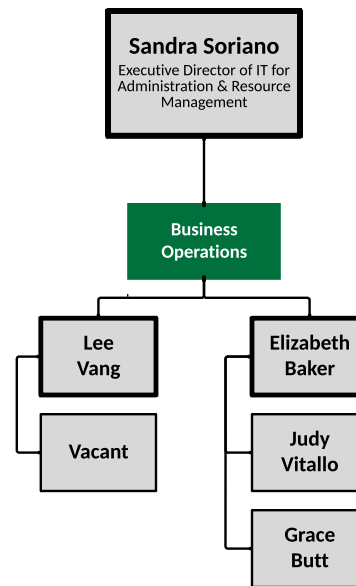 Sandra Soriano
Executive Director of IT for
Administration & Resource
Management
Business
Operations
Lee
Vang
Elizabeth
Baker
Vacant
Judy
Vitallo
Grace
Butt